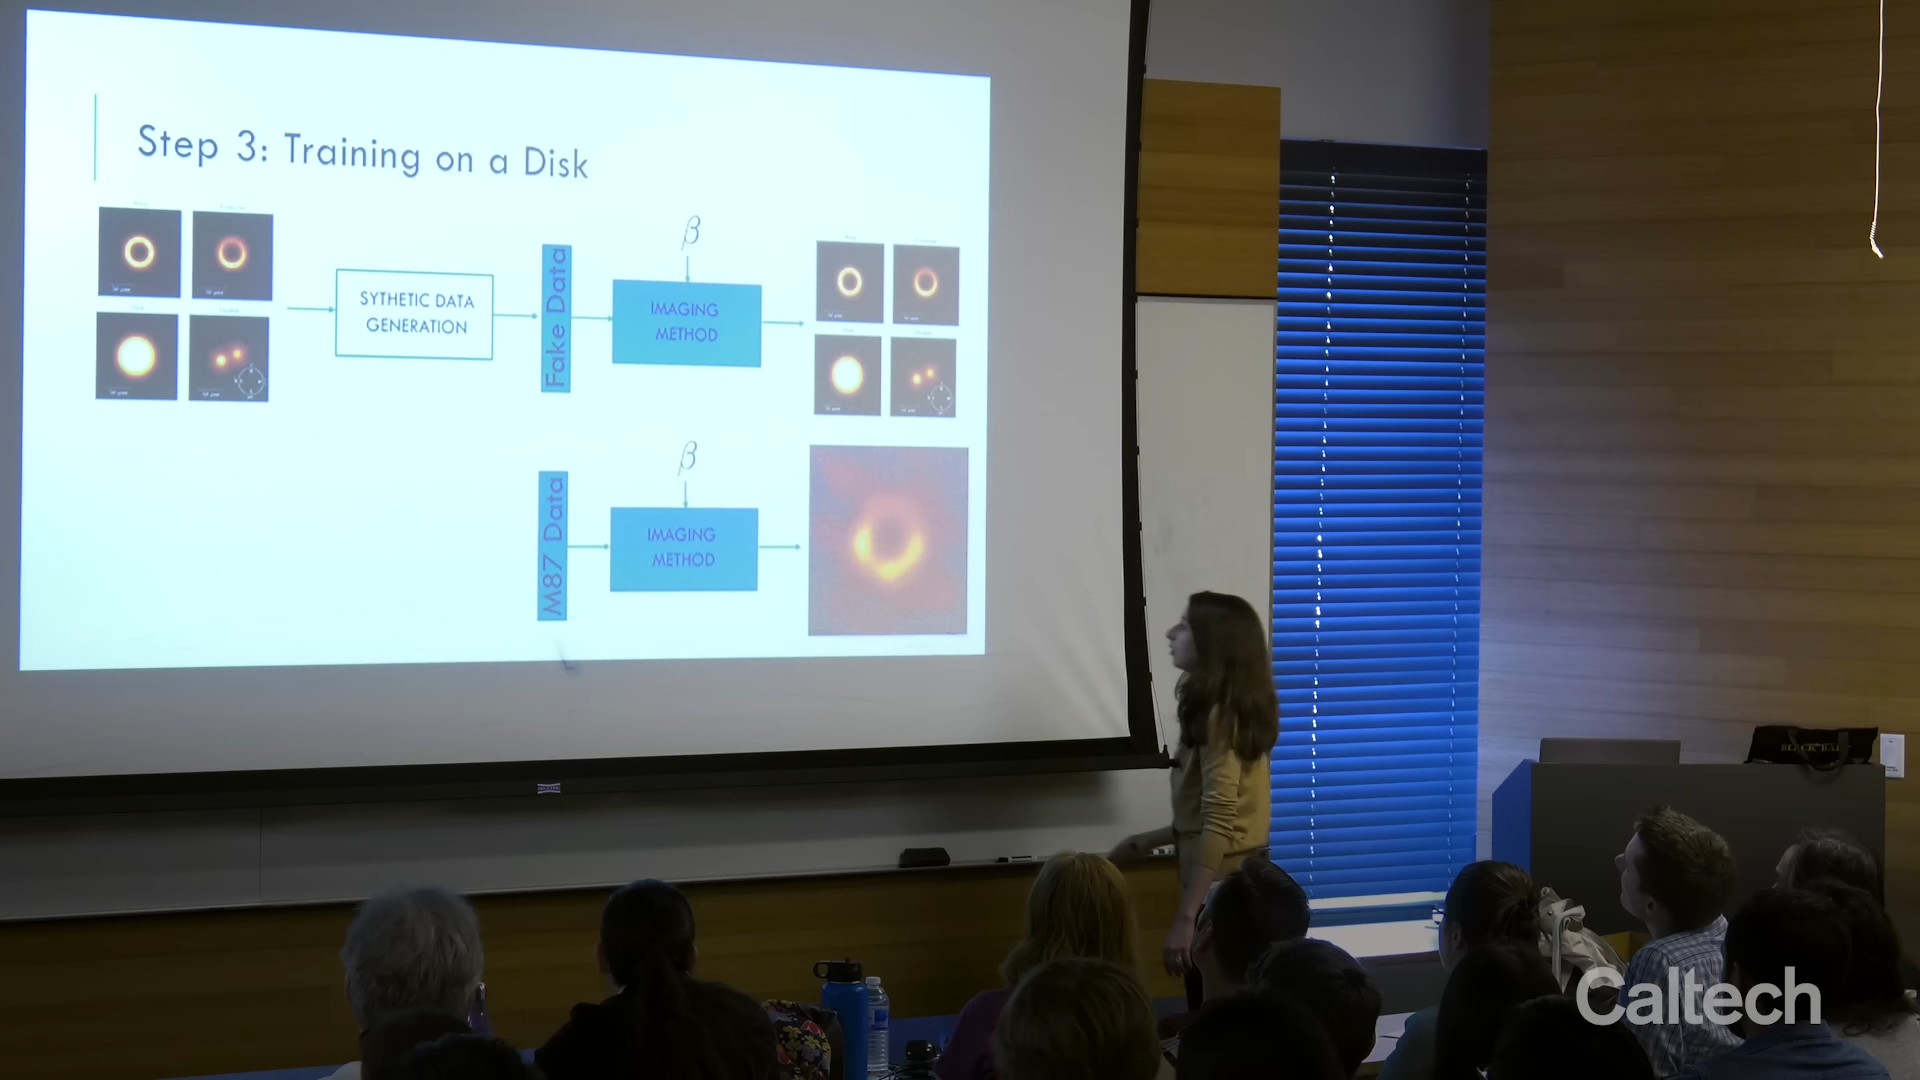 Step 3: Training on a Disk
β
SYTHETIC DATA
GENERATION
Fake Data
IMAGING
METHOD
β
M87 Data
IMAGING
METHOD
Caltech